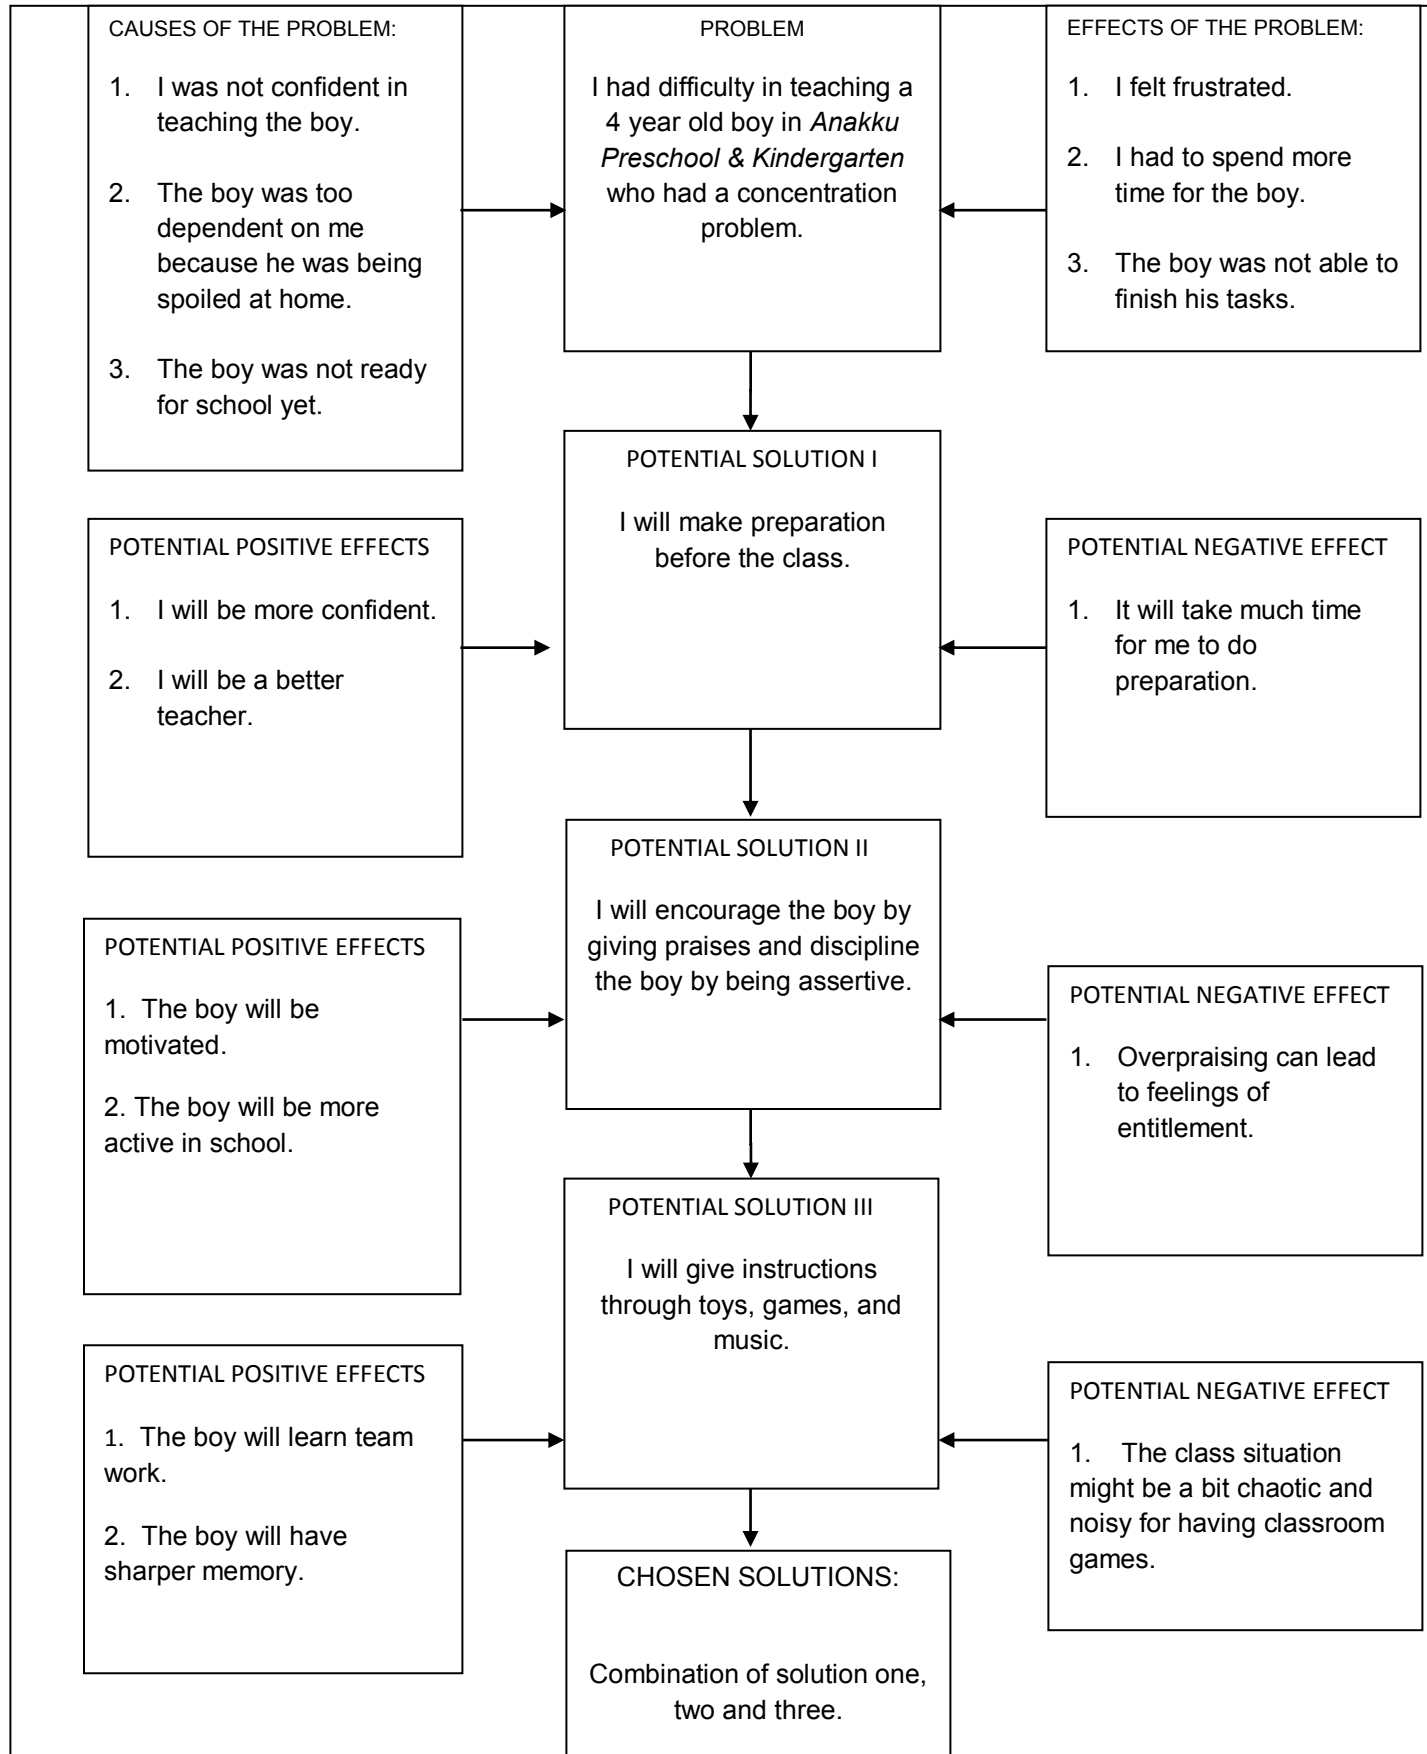 CAUSES OF THE PROBLEM:
1. I was not confident in
teaching the boy.
2. The boy was too
dependent on me
because he was being
spoiled at home.
3. The boy was not ready
for school yet.
PROBLEM
I had difficulty in teaching a
4 year old boy in Anakku
Preschool & Kindergarten
who had a concentration
problem.
EFFECTS OF THE PROBLEM:
1. I felt frustrated.
2. I had to spend more
time for the boy.
3. The boy was not able to
finish his tasks.
POTENTIAL POSITIVE EFFECTS
1. I will be more confident.
2. I will be a better
teacher.
POTENTIAL SOLUTION I
I will make preparation
before the class.
POTENTIAL NEGATIVE EFFECT
1. It will take much time
for me to do
preparation.
POTENTIAL POSITIVE EFFECTS
1. The boy will be
motivated.
2. The boy will be more
active in school.
POTENTIAL SOLUTION II
I will encourage the boy by
giving praises and discipline
the boy by being assertive.
POTENTIAL NEGATIVE EFFECT
1. Overpraising can lead
to feelings of
entitlement.
POTENTIAL POSITIVE EFFECTS
1. The boy will learn team
work.
2. The boy will have
sharper memory.
POTENTIAL SOLUTION III
I will give instructions
through toys, games, and
music.
POTENTIAL NEGATIVE EFFECT
1. The class situation
might be a bit chaotic and
noisy for having classroom
games.
CHOSEN SOLUTIONS:
Combination of solution one,
two and three.